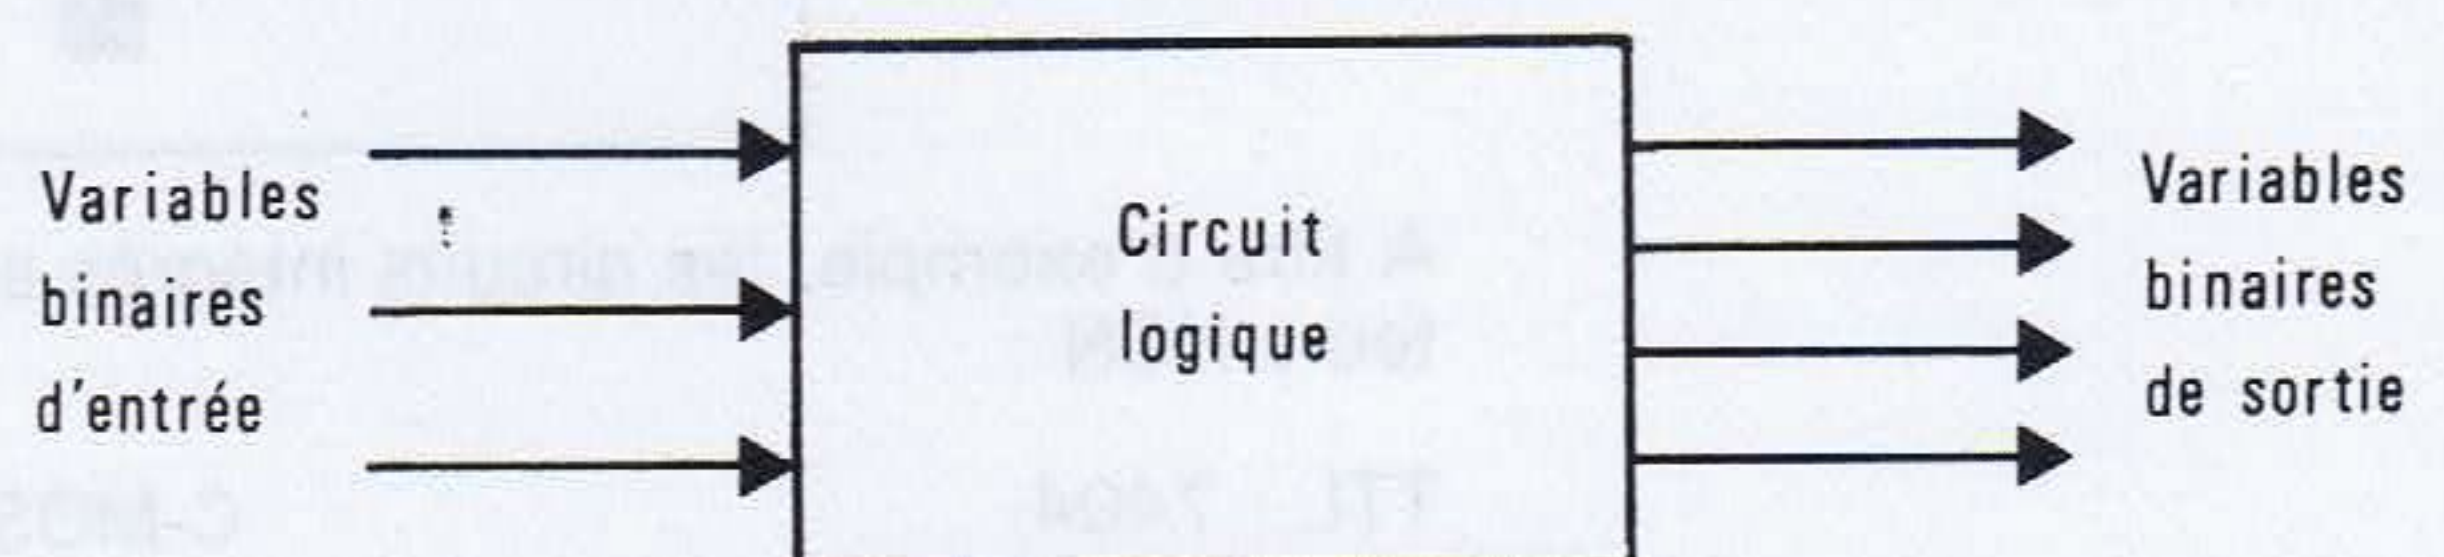 Variables
binaires
d'entrée
Circuit
logique
Variables
binaires
de sortie